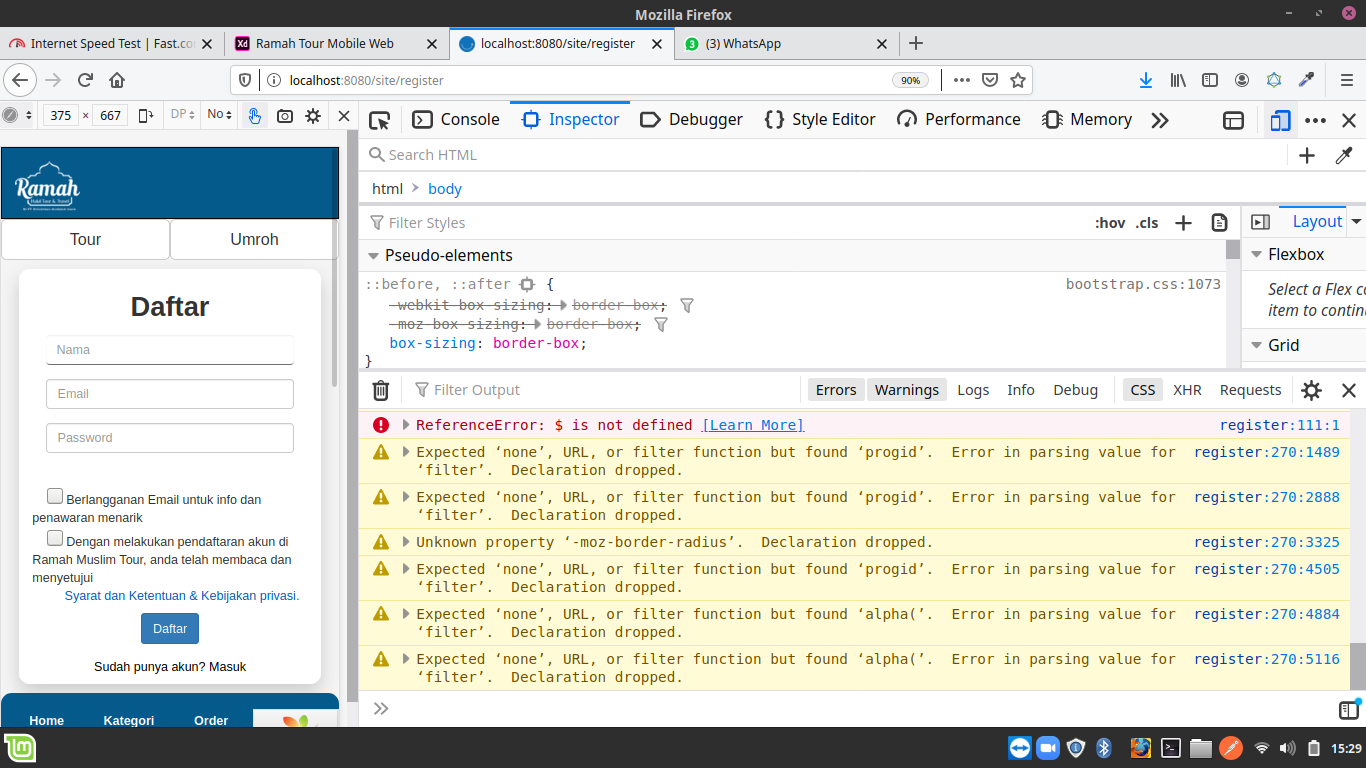 Mozilla Firefox
Internet Speed Test | Fast.co
Ramah Tour Mobile Web
localhost:8080/site/register
(3) WhatsApp
localhost:8080/site/register
90%
375 × 667 DP No
Console Inspector Debugger Style Editor Performance Memory
Search HTML
html body
Filter Styles :hov .cls Layout
Pseudo-elements
::before, ::after { bootstrap.css:1073
-webkit-box-sizing: border-box;
-moz-box-sizing: border-box;
box-sizing: border-box;
}
Flexbox
Select a Flex co
item to continu
Grid
Filter Output Errors Warnings Logs Info Debug CSS XHR Requests
ReferenceError: $ is not defined [Learn More] register:111:1
Expected ‘none’, URL, or filter function but found ‘progid’. Error in parsing value for register:270:1489
‘filter’. Declaration dropped.
Expected ‘none’, URL, or filter function but found ‘progid’. Error in parsing value for register:270:2888
‘filter’. Declaration dropped.
Unknown property ‘-moz-border-radius’. Declaration dropped. register:270:3325
Expected ‘none’, URL, or filter function but found ‘progid’. Error in parsing value for register:270:4505
‘filter’. Declaration dropped.
Expected ‘none’, URL, or filter function but found ‘alpha(’. Error in parsing value for register:270:4884
‘filter’. Declaration dropped.
Expected ‘none’, URL, or filter function but found ‘alpha(’. Error in parsing value for register:270:5116
‘filter’. Declaration dropped.
Ramah
Halal Tour & Travel
Tour Umroh
Daftar
Nama
Email
Password
Berlangganan Email untuk info dan
penawaran menarik
Dengan melakukan pendaftaran akun di
Ramah Muslim Tour, anda telah membaca dan
menyetujui
Syarat dan Ketentuan & Kebijakan privasi.
Daftar
Sudah punya akun? Masuk
Home Kategori Order
15:29